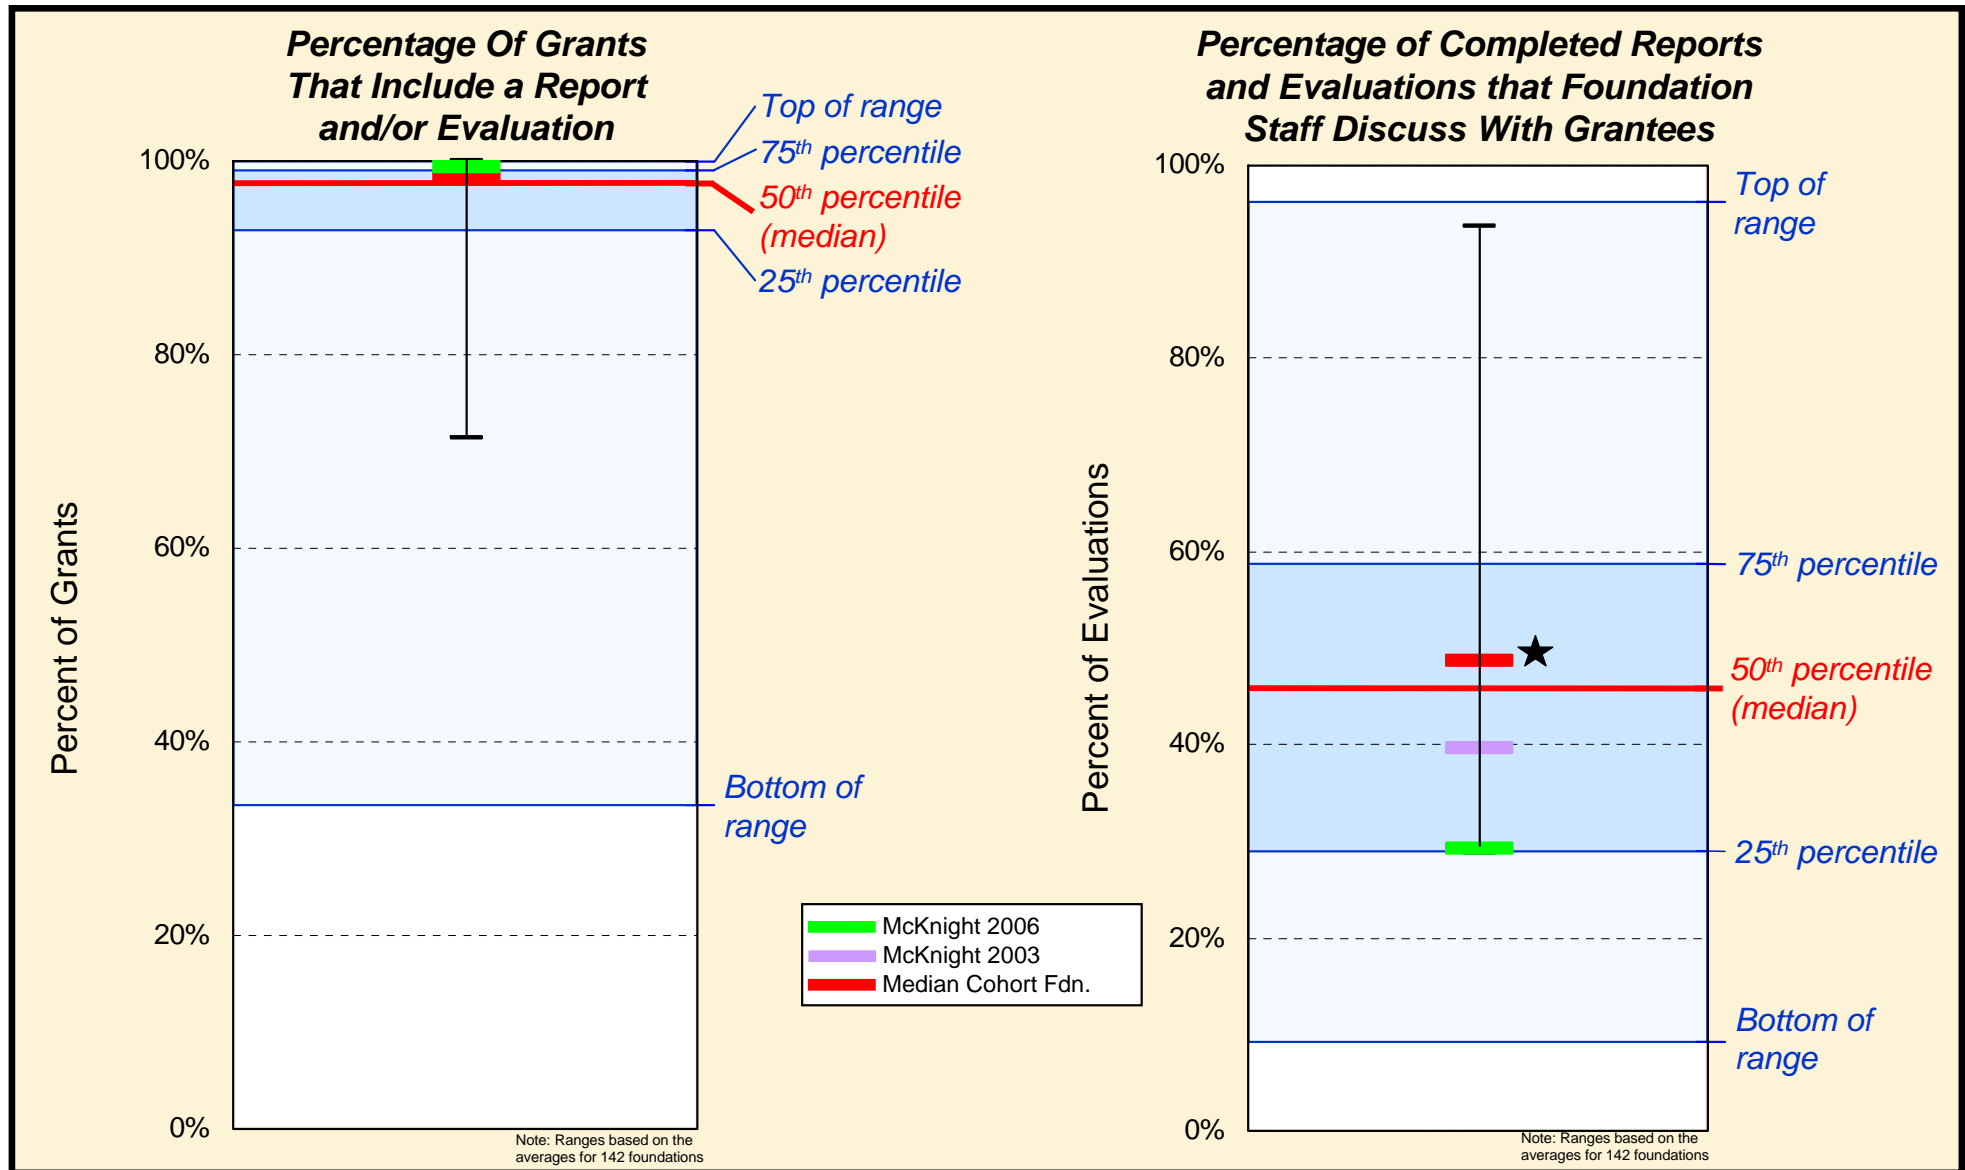 Percentage Of Grants
That Include a Report
and/or Evaluation
Top of range
75th percentile
50th percentile
(median)
25th percentile
Bottom of
range
100%
80%
60%
40%
20%
0%
Percent of Grants
Note: Ranges based on the
averages for 142 foundations
McKnight 2006
McKnight 2003
Median Cohort Fdn.
Percentage of Completed Reports
and Evaluations that Foundation
Staff Discuss With Grantees
100%
80%
60%
40%
20%
0%
Percent of Evaluations
Top of
range
75th percentile
50th percentile
(median)
25th percentile
Bottom of
range
Note: Ranges based on the
averages for 142 foundations